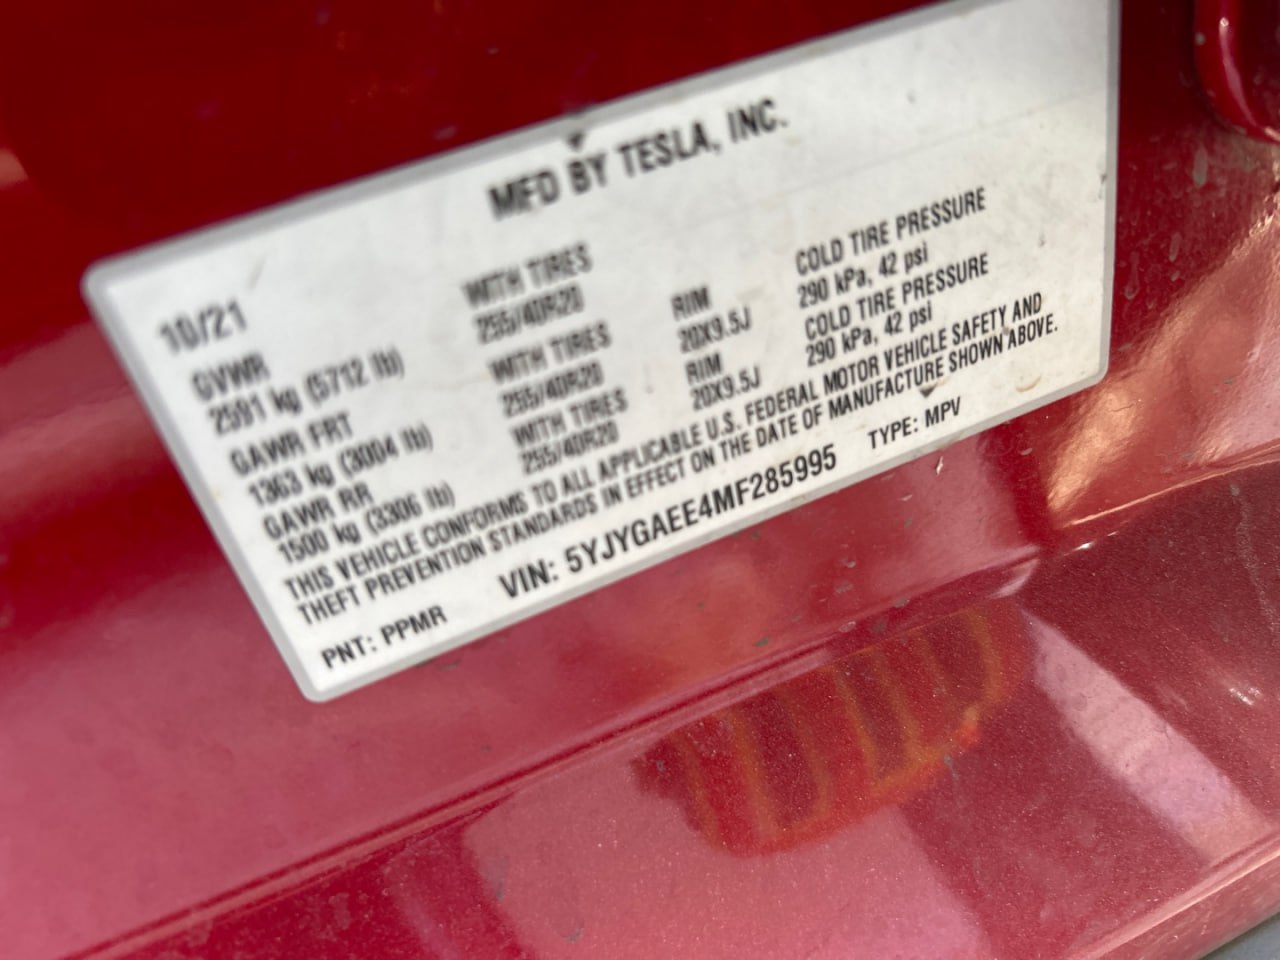 MFD BY TESLA, INC.
10/21
GVWR
2591 kg (5712 lb)
WITH TIRES
255/40R20
RIM
20X9.5J
COLD TIRE PRESSURE
290 kPa, 42 psi
GAWR FRT
1363 kg (3004 lb)
WITH TIRES
255/40R20
RIM
20X9.5J
COLD TIRE PRESSURE
290 kPa, 42 psi
GAWR RR
1500 kg (3306 lb)
WITH TIRES
255/40R20
THIS VEHICLE CONFORMS TO ALL APPLICABLE U.S. FEDERAL MOTOR VEHICLE SAFETY AND
THEFT PREVENTION STANDARDS IN EFFECT ON THE DATE OF MANUFACTURE SHOWN ABOVE.
PNT: PPMR VIN: 5YJYGAEE4MF285995 TYPE: MPV